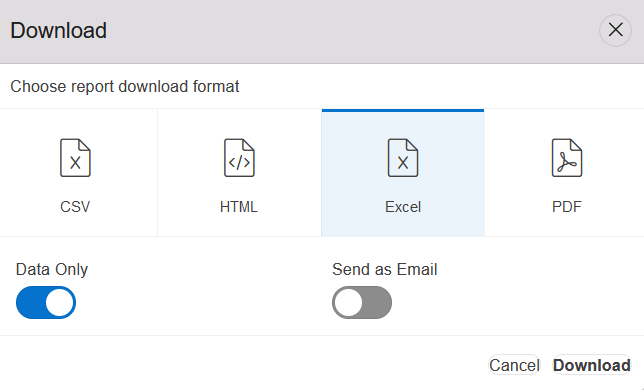 Download
Choose report download format
X </> X
CSV HTML Excel PDF
Data Only Send as Email
Cancel Download